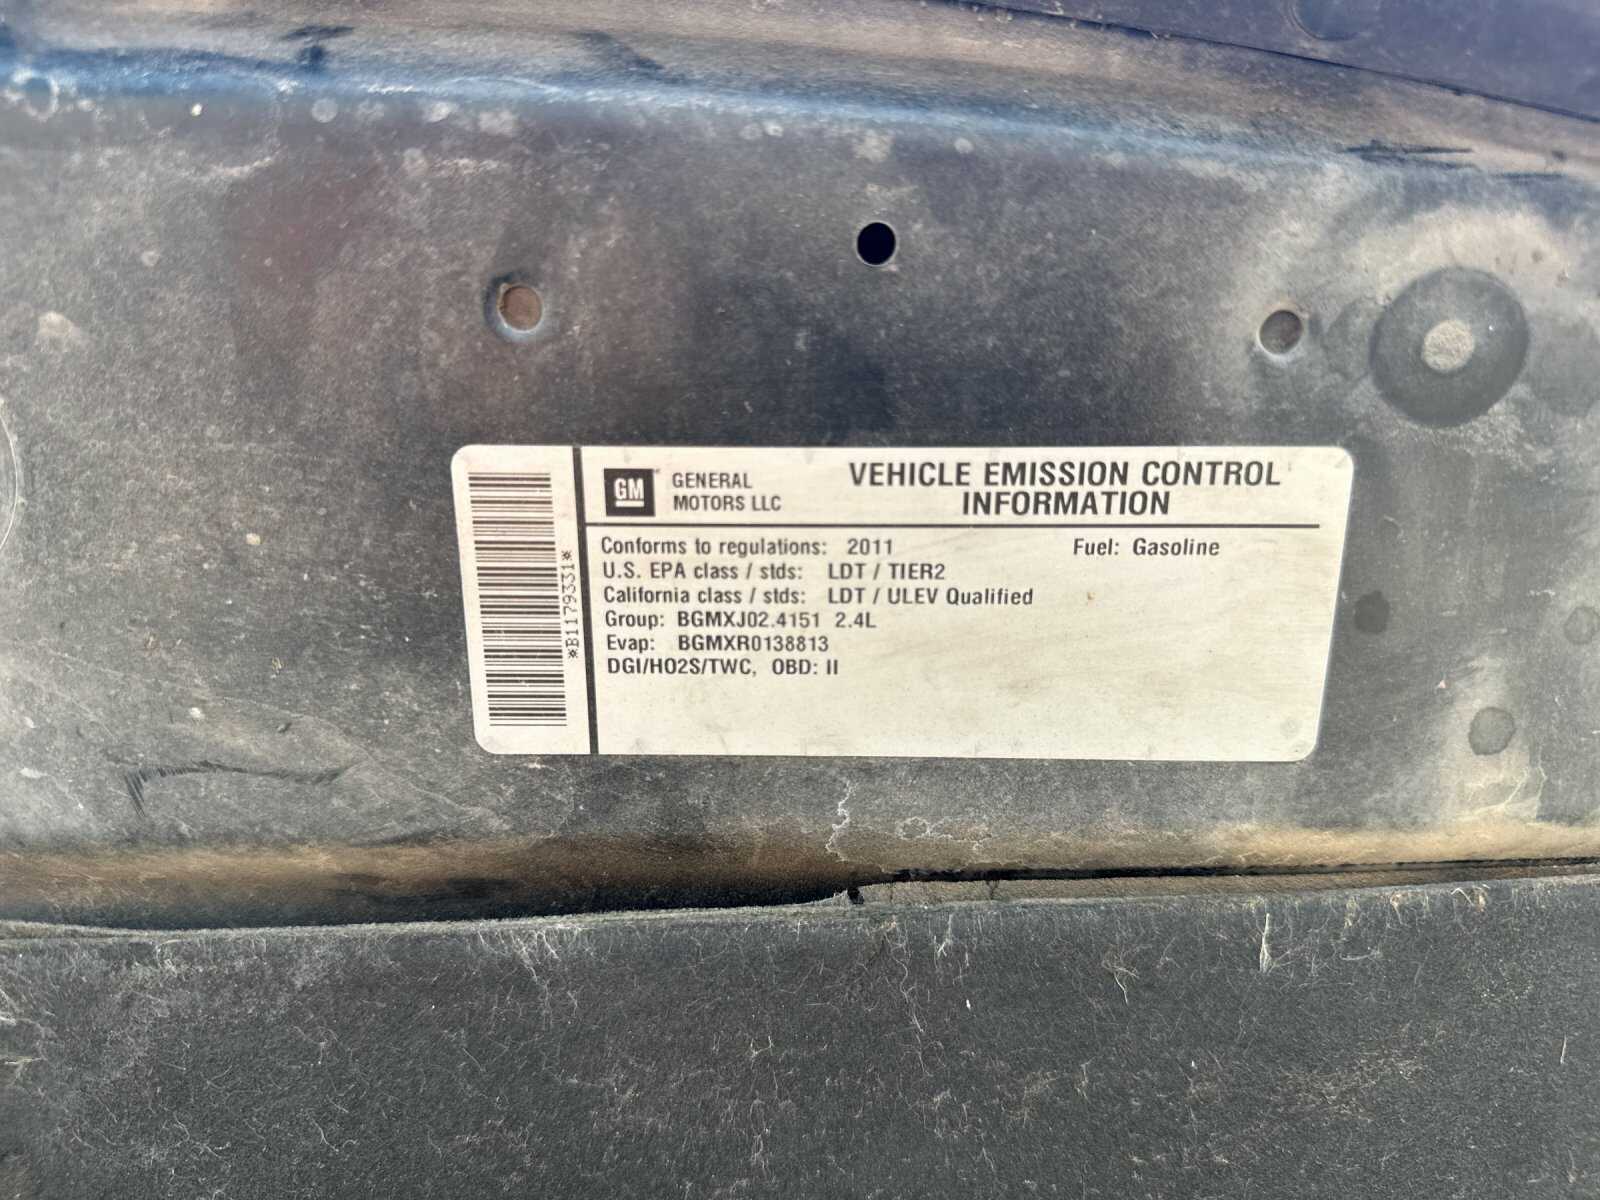 GM GENERAL MOTORS LLC
VEHICLE EMISSION CONTROL
INFORMATION
Conforms to regulations: 2011 Fuel: Gasoline
U.S. EPA class / stds: LDT / TIER2
California class / stds: LDT / ULEV Qualified
Group: BGMXJ02.4151 2.4L
Evap: BGMXR0138813
DGI/HO2S/TWC, OBD: II
*B1179331*